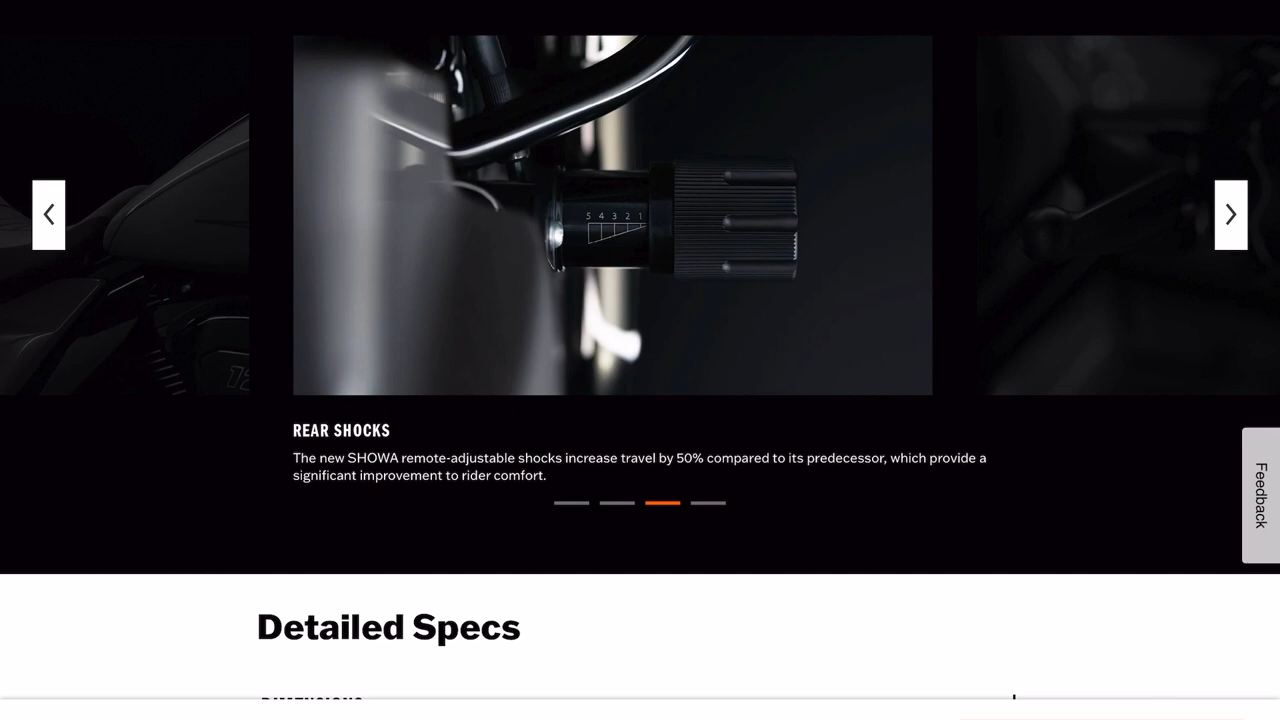 5 4 3 2 1
REAR SHOCKS
The new SHOWA remote-adjustable shocks increase travel by 50% compared to its predecessor, which provide a
significant improvement to rider comfort.
Feedback
Detailed Specs